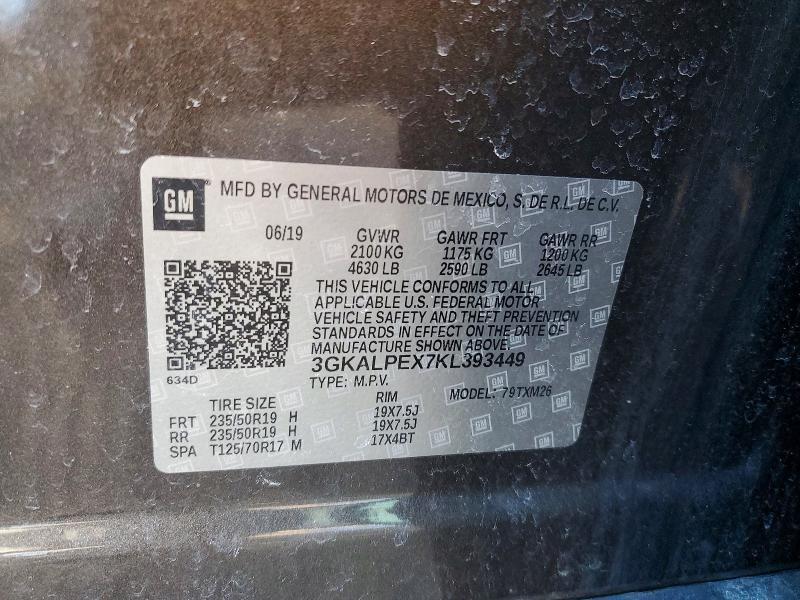 GM MFD BY GENERAL MOTORS DE MEXICO, S. DE R.L. DE C.V.
06/19 GVWR GAWR FRT GAWR RR
2100 KG 1175 KG 1200 KG
4630 LB 2590 LB 2645 LB
THIS VEHICLE CONFORMS TO ALL
APPLICABLE U.S. FEDERAL MOTOR
VEHICLE SAFETY AND THEFT PREVENTION
STANDARDS IN EFFECT ON THE DATE OF
MANUFACTURE SHOWN ABOVE.
3GKALPEX7KL393449
634D
TYPE: M.P.V. MODEL: 79TXM26
TIRE SIZE RIM
FRT 235/50R19 H 19X7.5J
RR 235/50R19 H 19X7.5J
SPA T125/70R17 M 17X4BT